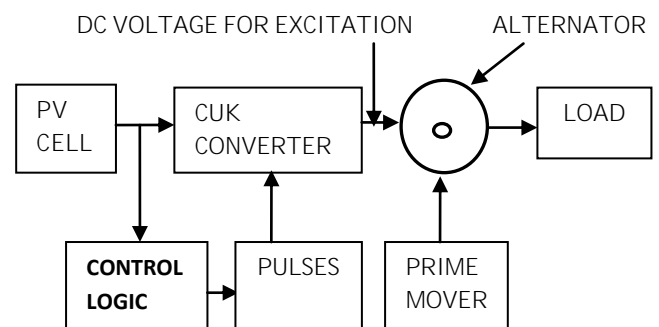 DC VOLTAGE FOR EXCITATION
ALTERNATOR
PV
CELL
CUK
CONVERTER
LOAD
CONTROL
LOGIC
PULSES
PRIME
MOVER